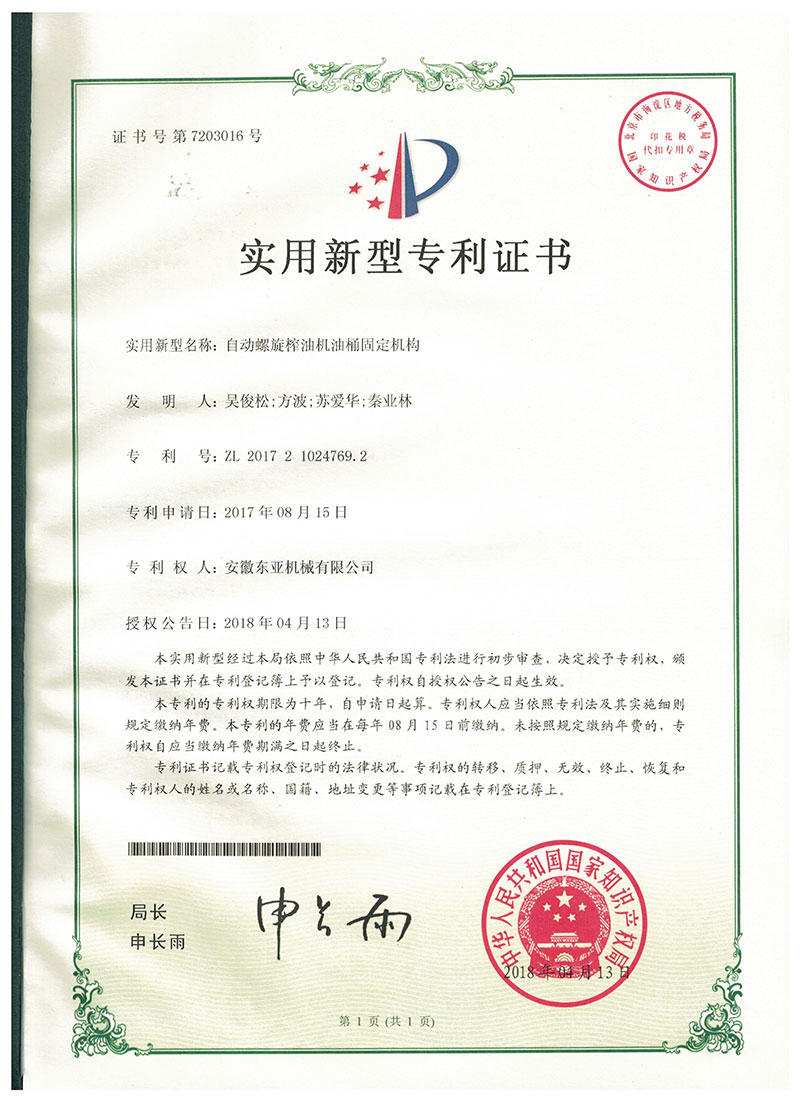 证书号第7203016号
北京市海淀区地方税务局
印花税
代扣专用章
国家知识产权局
实用新型专利证书
实用新型名称：自动螺旋榨油机油桶固定机构
发明人：吴俊松;方波;苏爱华;秦业林
专利号：ZL 2017 2 1024769.2
专利申请日：2017年08月15日
专利权人：安徽东亚机械有限公司
授权公告日：2018年04月13日
本实用新型经过本局依照中华人民共和国专利法进行初步审查，决定授予专利权，颁
发本证书并在专利登记簿上予以登记。专利权自授权公告之日起生效。
本专利的专利权期限为十年，自申请日起算。专利权人应当依照专利法及其实施细则
规定缴纳年费。本专利的年费应当在每年08月15日前缴纳。未按照规定缴纳年费的，专
利权自应当缴纳年费期满之日起终止。
专利证书记载专利权登记时的法律状况。专利权的转移、质押、无效、终止、恢复和
专利权人的姓名或名称、国籍、地址变更等事项记载在专利登记簿上。
局长
申长雨
申长雨
中华人民共和国国家知识产权局
2018年04月13日
第1页(共1页)